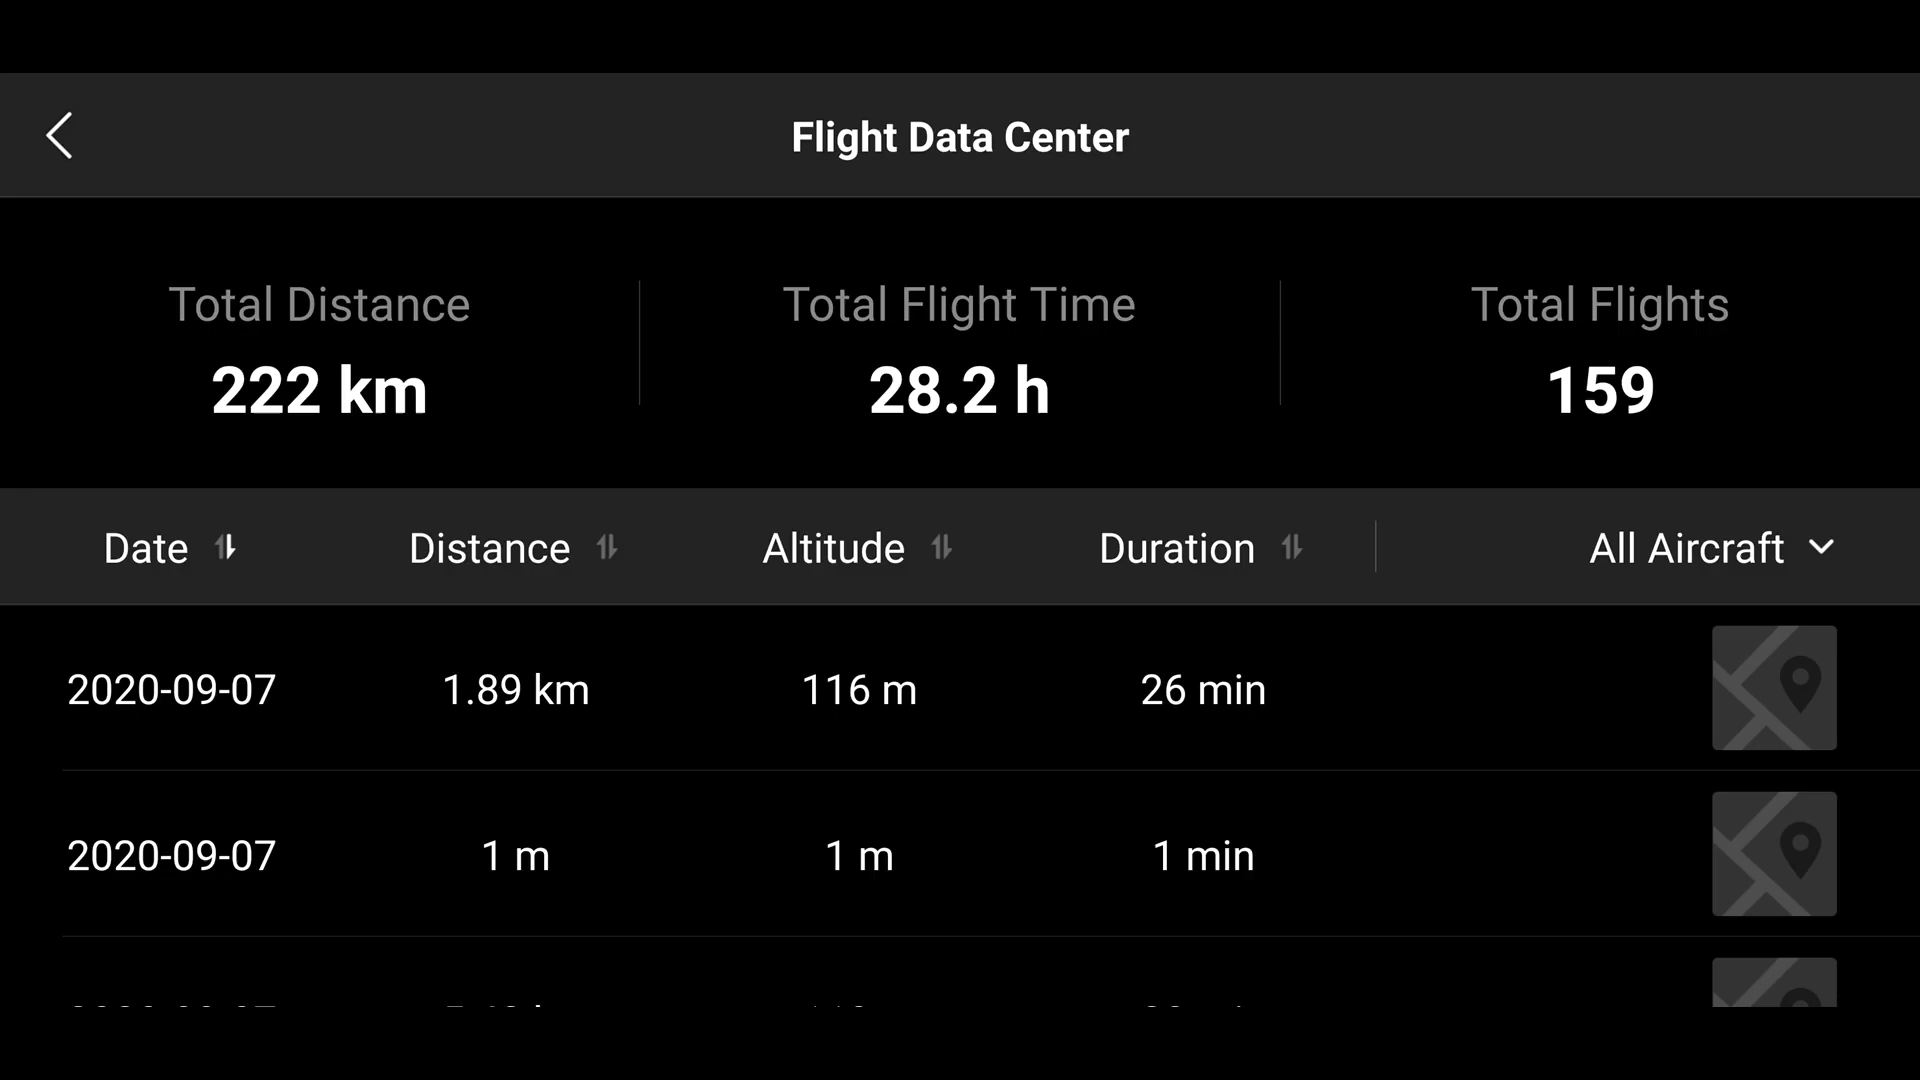 Flight Data Center
Total Distance Total Flight Time Total Flights
222 km 28.2 h 159
Date Distance Altitude Duration All Aircraft
2020-09-07 1.89 km 116 m 26 min
2020-09-07 1 m 1 m 1 min